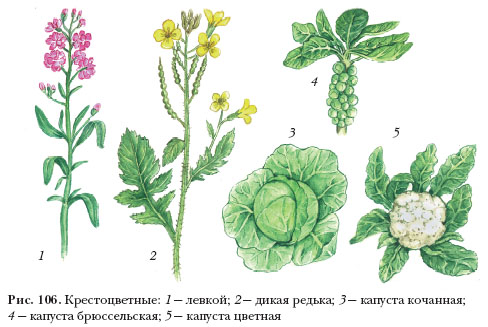 4
3
5
1
2
Рис. 106. Крестоцветные: 1 — левкой; 2 — дикая редька; 3 — капуста кочанная;
4 — капуста брюссельская; 5 — капуста цветная